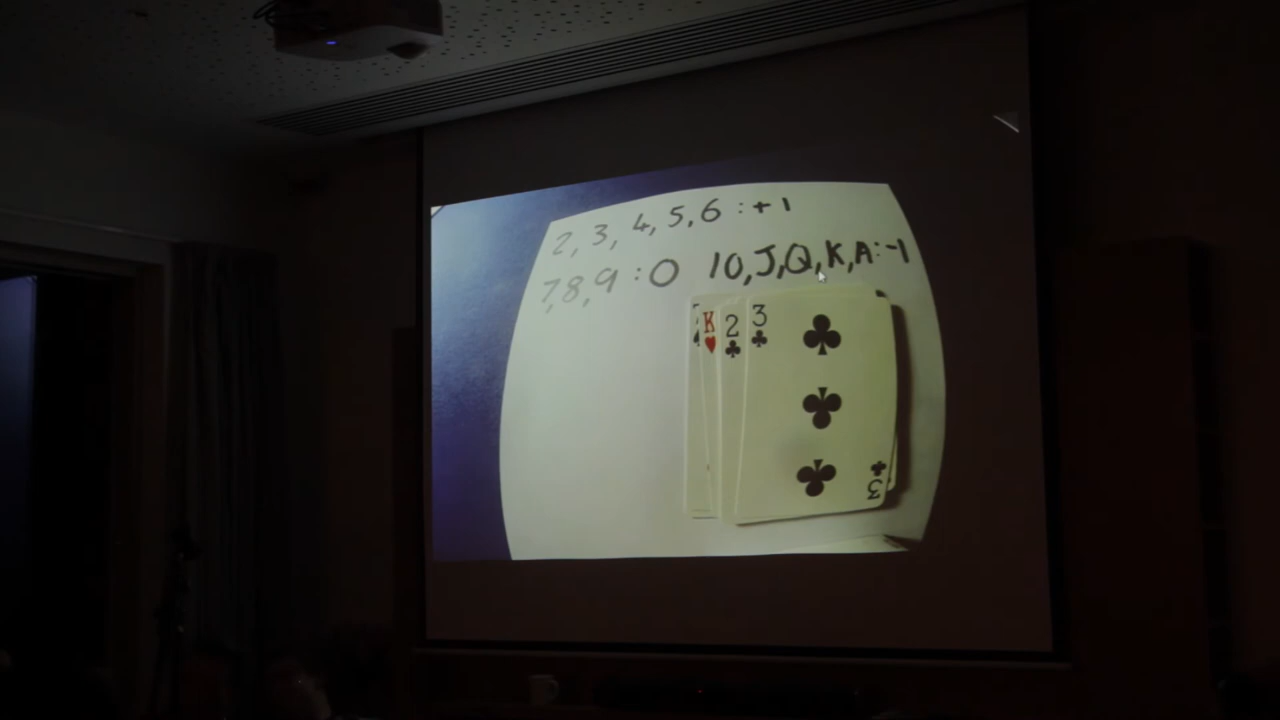 2, 3, 4, 5, 6 : +1
7, 8, 9 : 0 10, J, Q, K, A : -1
K 2 3
3